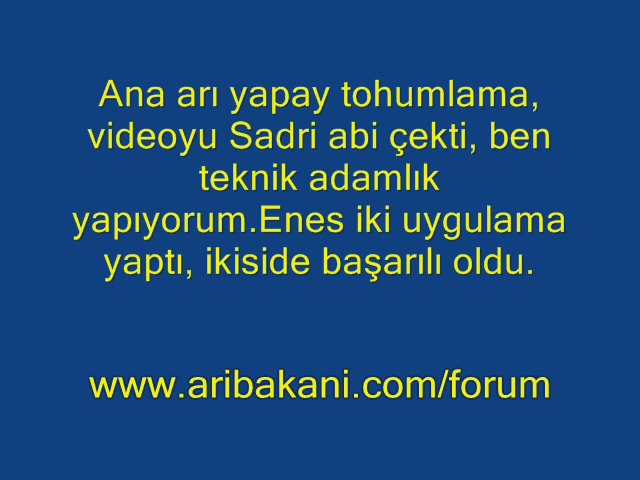 Ana arı yapay tohumlama,
videoyu Sadri abi çekti, ben
teknik adamlık
yapıyorum.Enes iki uygulama
yaptı, ikiside başarılı oldu.
www.aribakani.com/forum